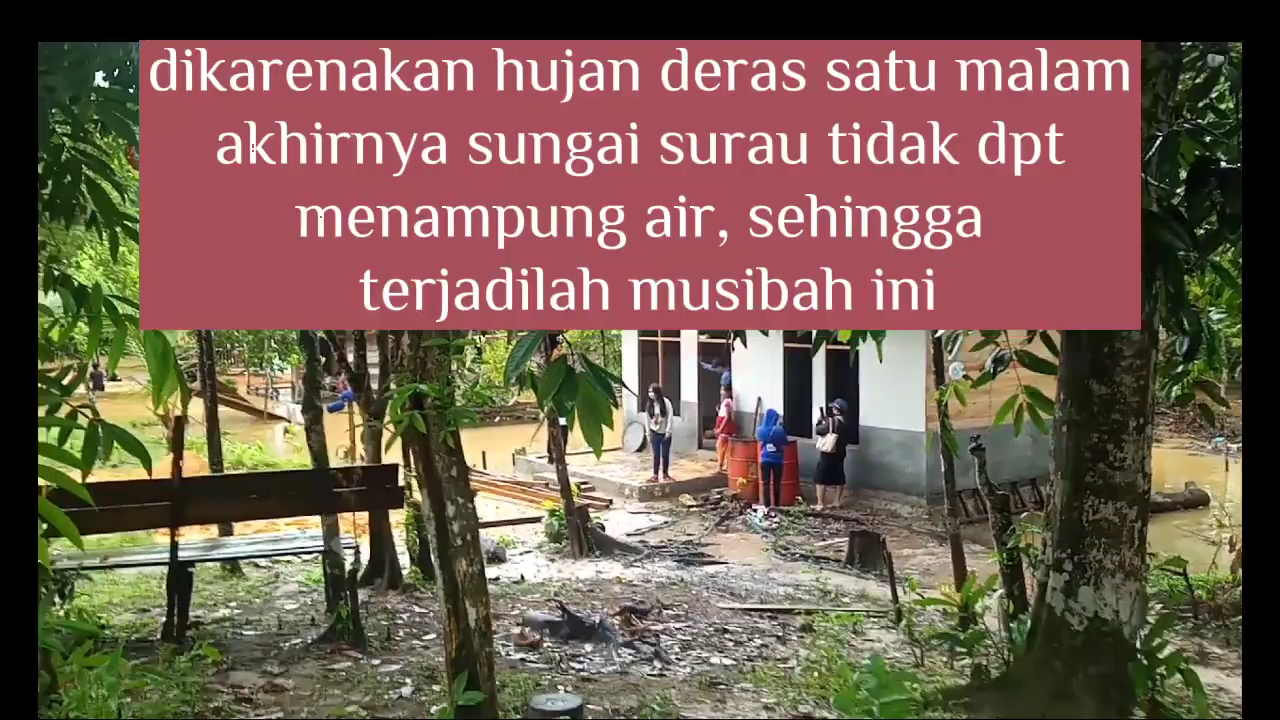 dikarenakan hujan deras satu malam
akhirnya sungai surau tidak dpt
menampung air, sehingga
terjadilah musibah ini